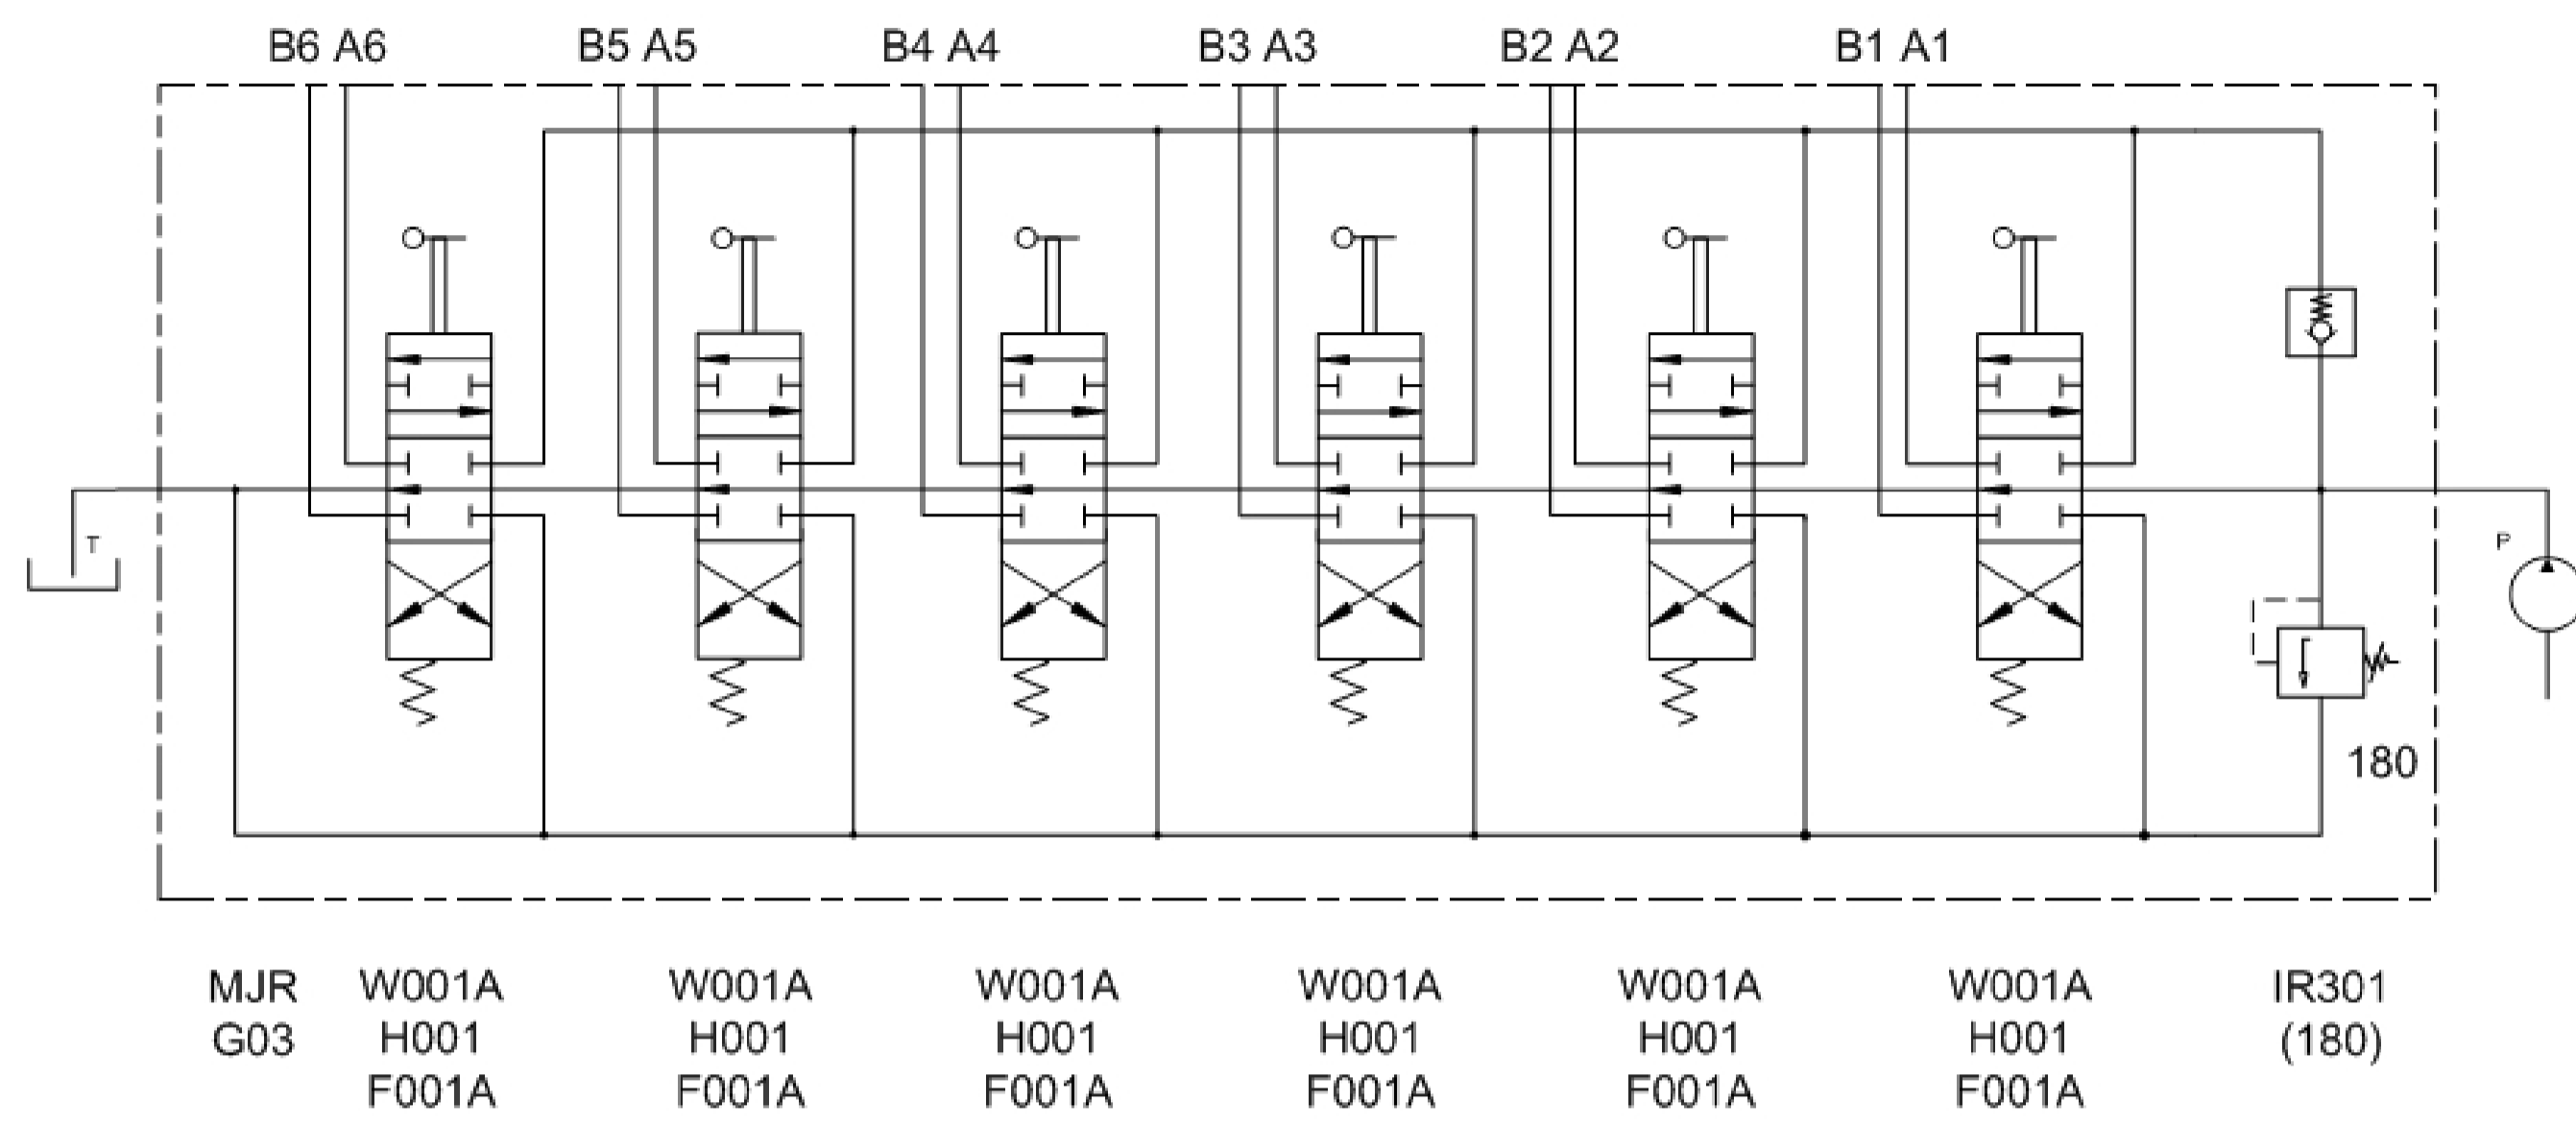 B6 A6 B5 A5 B4 A4 B3 A3 B2 A2 B1 A1
T
P
180
MJR W001A W001A W001A W001A W001A W001A IR301
G03 H001 H001 H001 H001 H001 H001 (180)
F001A F001A F001A F001A F001A F001A